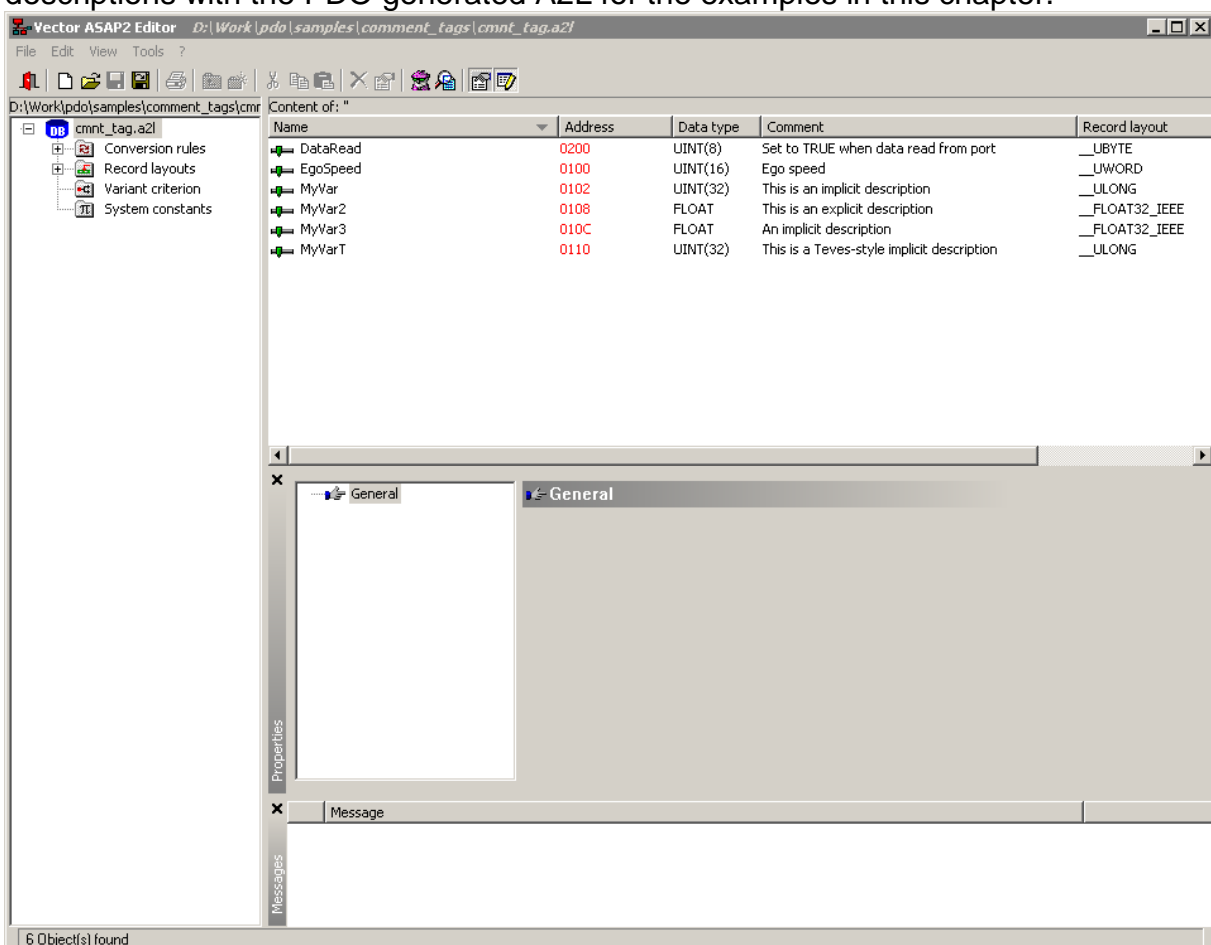 descriptions with the PDO-generated A2L for the examples in this chapter.
Vector ASAP2 Editor D:\Work\pdo\samples\comment_tags\cmnt_tag.a2l
File Edit View Tools ?
D:\Work\pdo\samples\comment_tags\cmr
Content of: "
cmnt_tag.a2l
Conversion rules
Record layouts
Variant criterion
System constants
Name Address Data type Comment Record layout
DataRead 0200 UINT(8) Set to TRUE when data read from port __UBYTE
EgoSpeed 0100 UINT(16) Ego speed __UWORD
MyVar 0102 UINT(32) This is an implicit description __ULONG
MyVar2 0108 FLOAT This is an explicit description __FLOAT32_IEEE
MyVar3 010C FLOAT An implicit description __FLOAT32_IEEE
MyVarT 0110 UINT(32) This is a Teves-style implicit description __ULONG
General
General
Properties
Message
Messages
6 Object(s) found